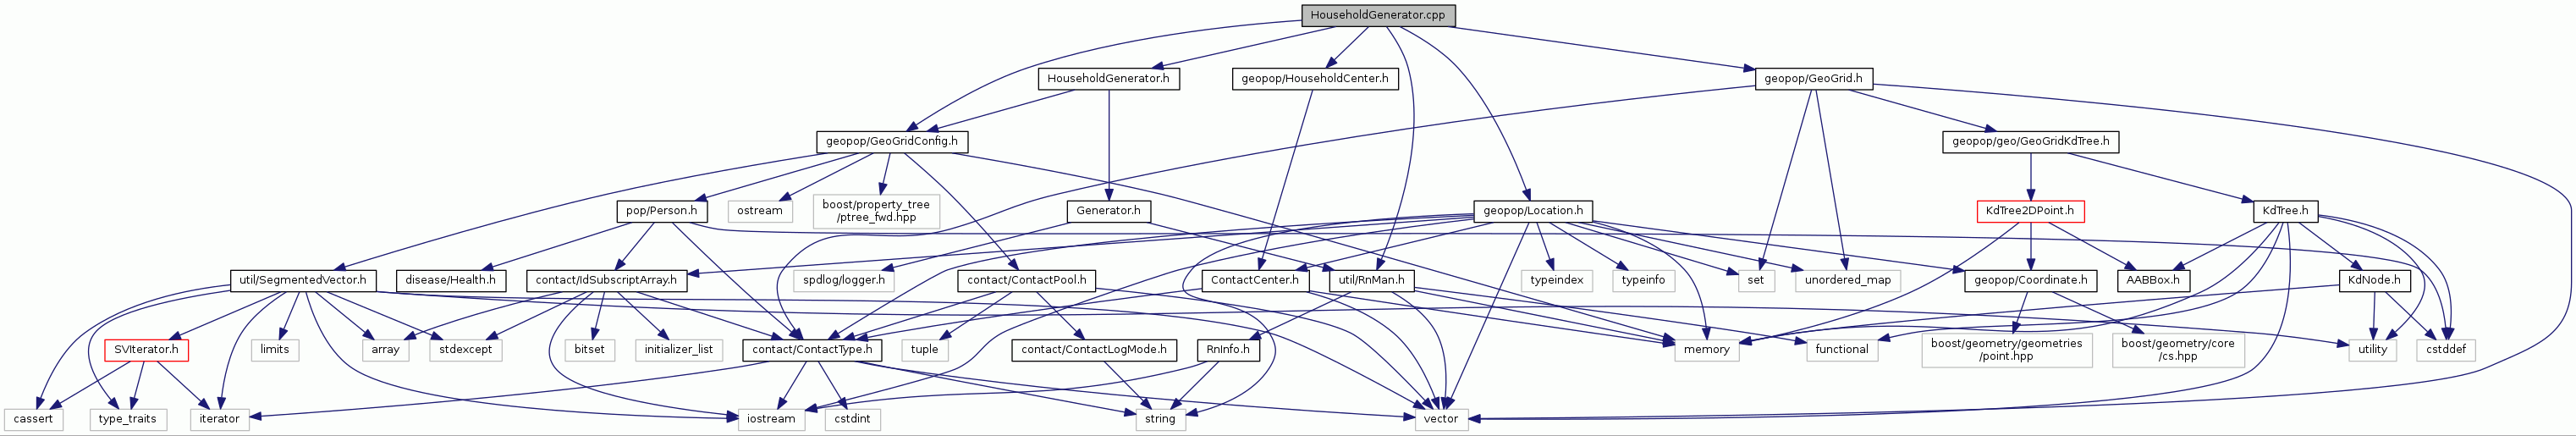 HouseholdGenerator.cpp
HouseholdGenerator.h
geopop/HouseholdCenter.h
geopop/GeoGrid.h
geopop/GeoGridConfig.h
geopop/geo/GeoGridKdTree.h
pop/Person.h
ostream
boost/property_tree
/ptree_fwd.hpp
Generator.h
geopop/Location.h
KdTree2DPoint.h
KdTree.h
util/SegmentedVector.h
disease/Health.h
contact/IdSubscriptArray.h
spdlog/logger.h
contact/ContactPool.h
ContactCenter.h
util/RnMan.h
typeindex
typeinfo
set
unordered_map
geopop/Coordinate.h
AABBox.h
KdNode.h
SVIterator.h
limits
array
stdexcept
bitset
initializer_list
contact/ContactType.h
tuple
contact/ContactLogMode.h
RnInfo.h
memory
functional
boost/geometry/geometries
/point.hpp
boost/geometry/core
/cs.hpp
utility
cstddef
cassert
type_traits
iterator
iostream
cstdint
string
vector